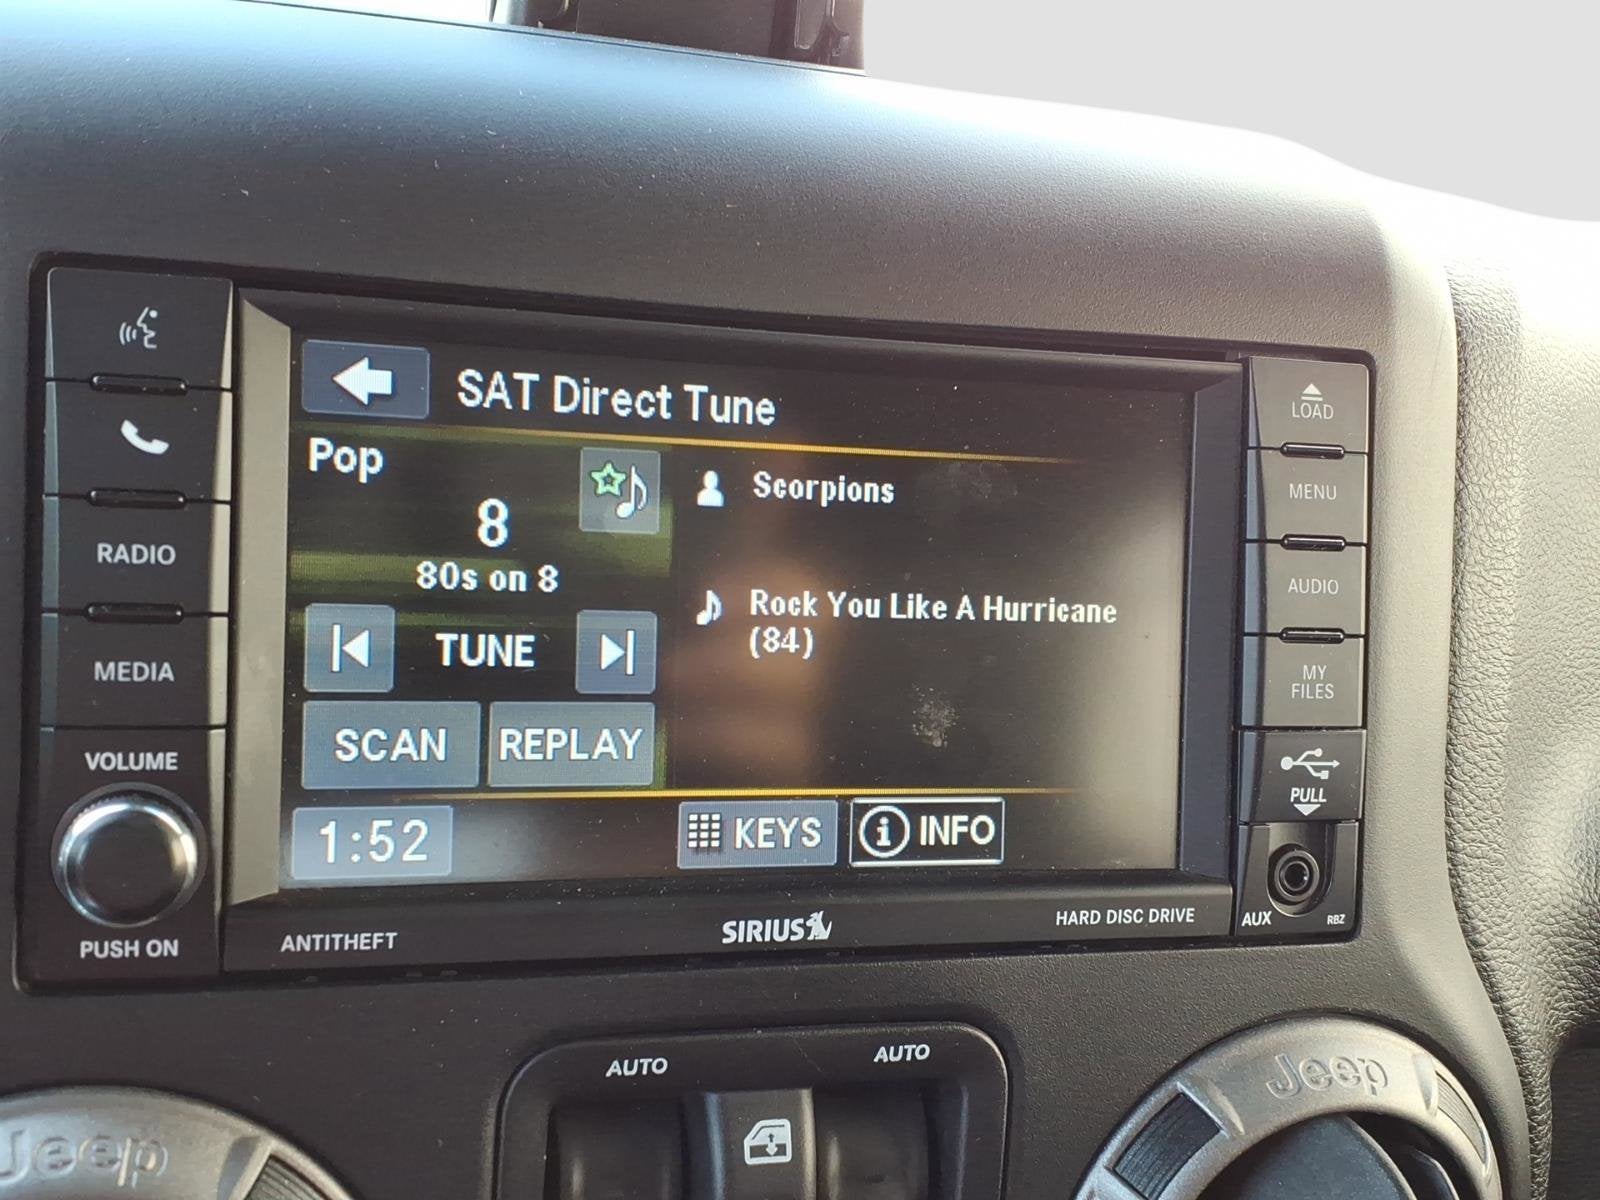 SAT Direct Tune
Pop
8
80s on 8
TUNE
SCAN REPLAY
Scorpions
Rock You Like A Hurricane
(84)
1:52
KEYS
INFO
RADIO
MEDIA
VOLUME
PUSH ON
LOAD
MENU
AUDIO
MY
FILES
PULL
AUX
RBZ
ANTITHEFT
SIRIUS
HARD DISC DRIVE
AUTO
AUTO
Jeep
Jeep